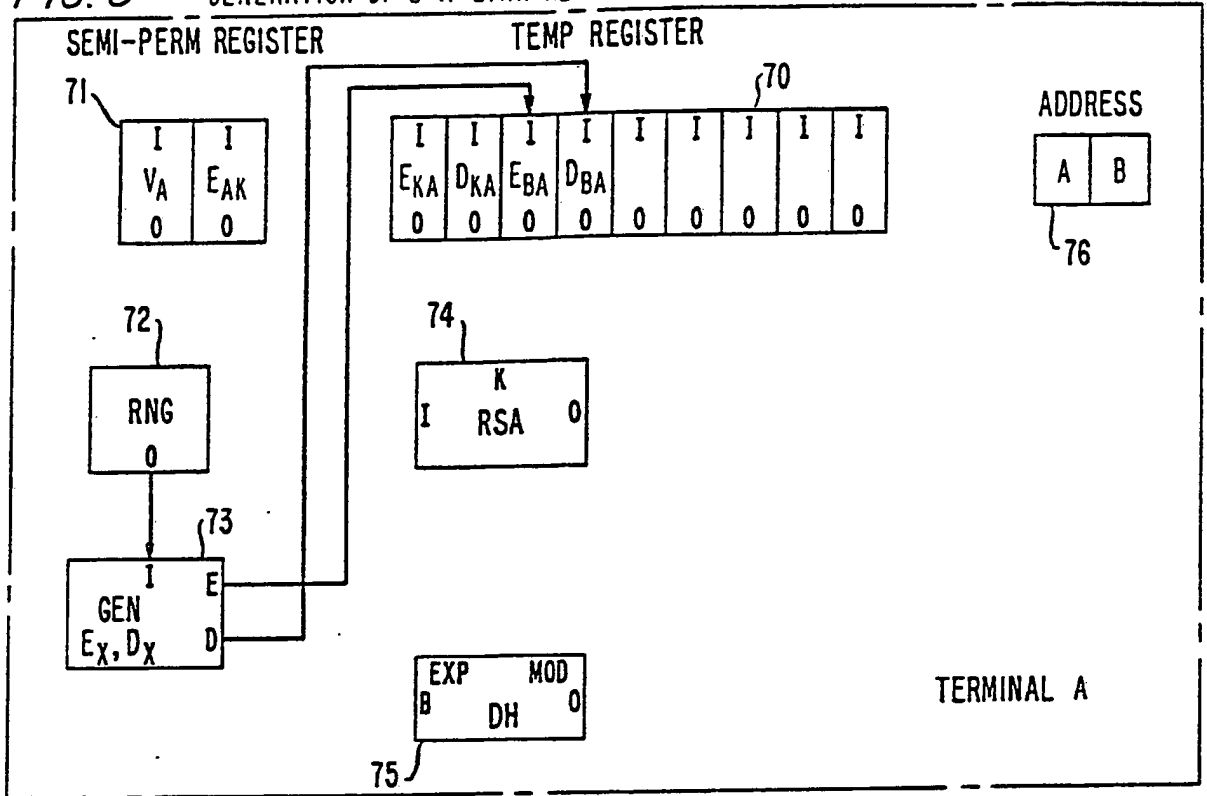 SEMI-PERM REGISTER
TEMP REGISTER
71
70
ADDRESS
I I
V_A E_AK
0 0
I I I I I I I I I
E_KA D_KA E_BA D_BA
0 0 0 0 0 0 0 0 0
A B
76
72
RNG
0
74
K
I RSA 0
73
I E
GEN
E_X, D_X D
EXP MOD
B DH 0
75
TERMINAL A